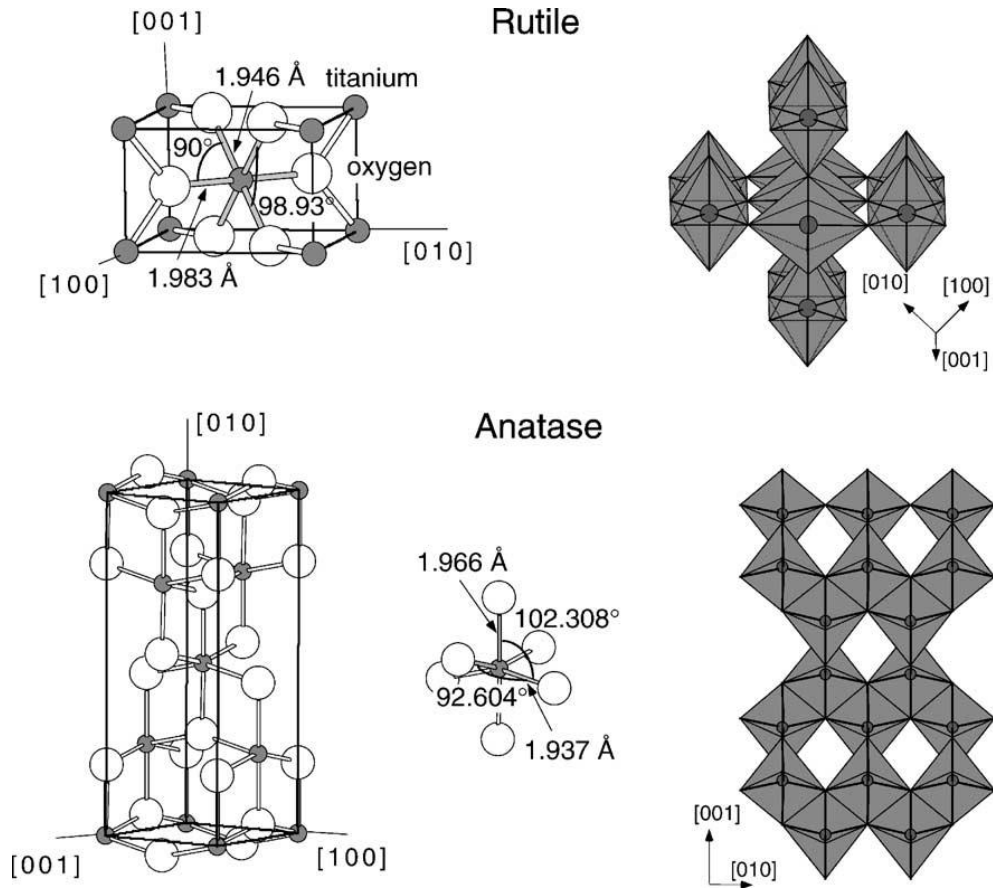 Rutile
[001]
1.946 Å
titanium
90°
oxygen
98.93°
[010]
[100]
1.983 Å
[010]
[100]
[001]
Anatase
[010]
1.966 Å
102.308°
92.604°
1.937 Å
[001]
[100]
[001]
[010]